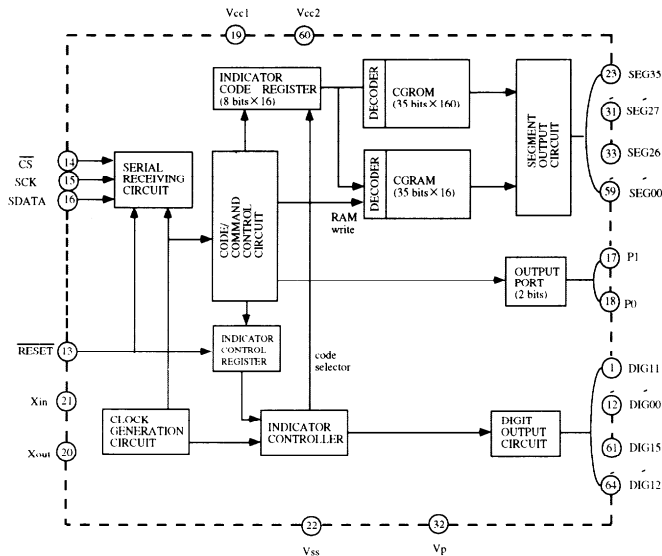 Vcc1
Vcc2
19
60
INDICATOR
CODE REGISTER
(8 bits×16)
DECODER
CGROM
(35 bits×160)
SEGMENT
OUTPUT
CIRCUIT
23
SEG35
31
SEG27
33
SEG26
59
SEG00
CS
14
SCK
15
SDATA
16
SERIAL
RECEIVING
CIRCUIT
CODE/
COMMAND
CONTROL
CIRCUIT
DECODER
CGRAM
(35 bits×16)
RAM
write
OUTPUT
PORT
(2 bits)
17
P1
18
P0
RESET
13
INDICATOR
CONTROL
REGISTER
code
selector
Xin
21
Xout
20
CLOCK
GENERATION
CIRCUIT
INDICATOR
CONTROLLER
DIGIT
OUTPUT
CIRCUIT
1
DIG11
12
DIG00
61
DIG15
64
DIG12
22
Vss
32
Vp